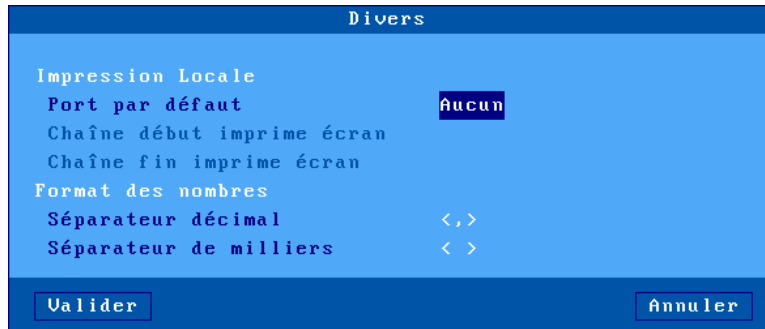 Divers
Impression Locale
Port par défaut Aucun
Chaîne début imprime écran
Chaîne fin imprime écran
Format des nombres
Séparateur décimal <,>
Séparateur de milliers < >
Valider Annuler